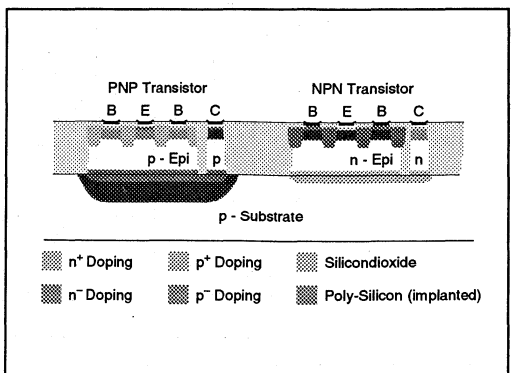 PNP Transistor NPN Transistor
B E B C B E B C
p - Epi p n - Epi n
p - Substrate
n+ Doping p+ Doping Silicondioxide
n− Doping p− Doping Poly-Silicon (implanted)